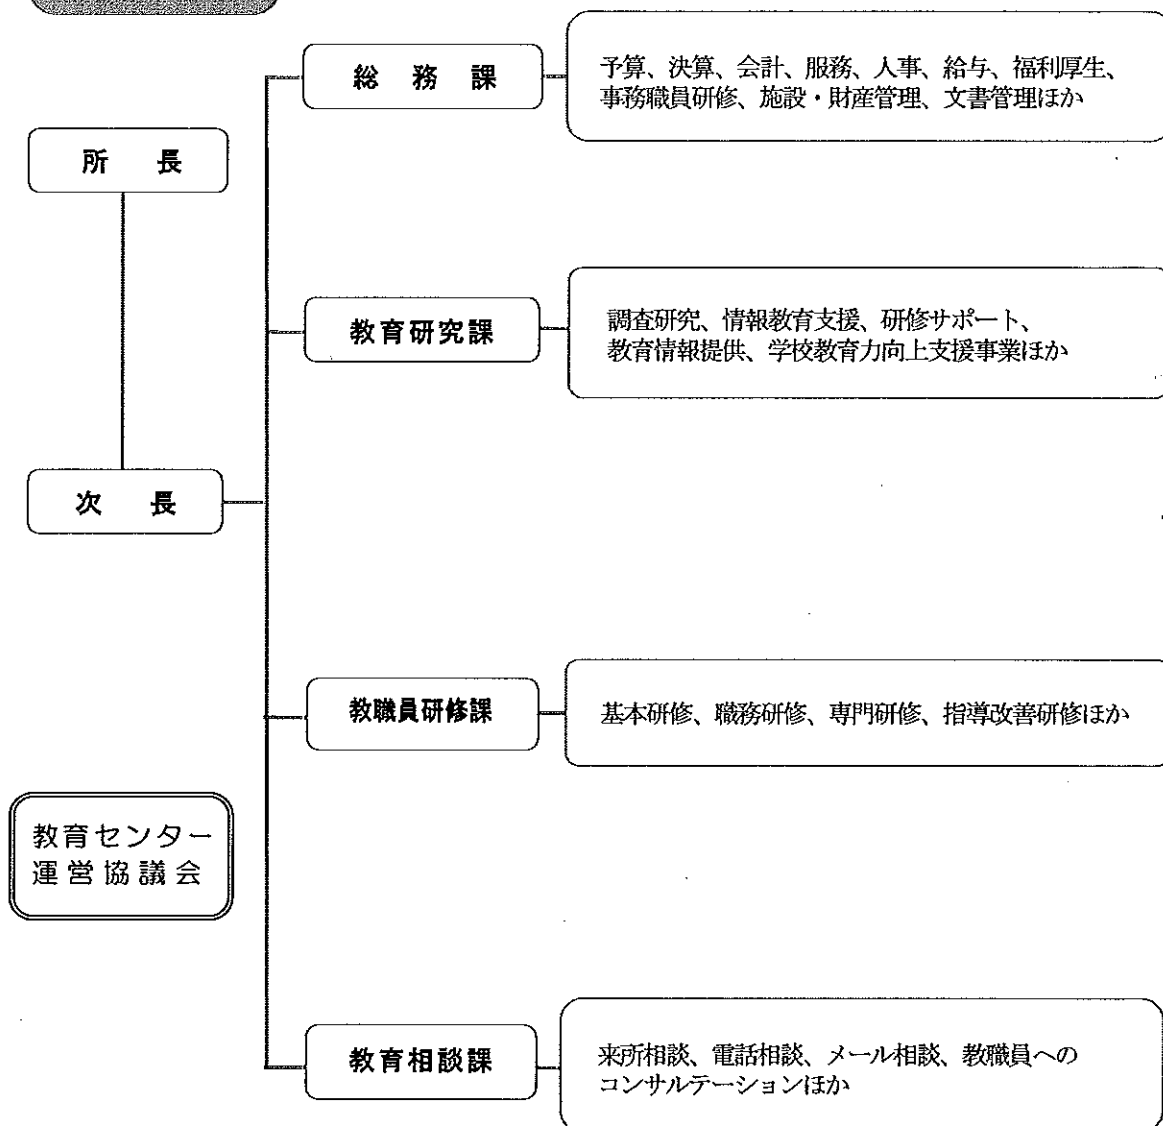 総務課
予算、決算、会計、服務、人事、給与、福利厚生、
事務職員研修、施設・財産管理、文書管理ほか
所長
教育研究課
調査研究、情報教育支援、研修サポート、
教育情報提供、学校教育力向上支援事業ほか
次長
教職員研修課
基本研修、職務研修、専門研修、指導改善研修ほか
教育センター
運営協議会
教育相談課
来所相談、電話相談、メール相談、教職員への
コンサルテーションほか